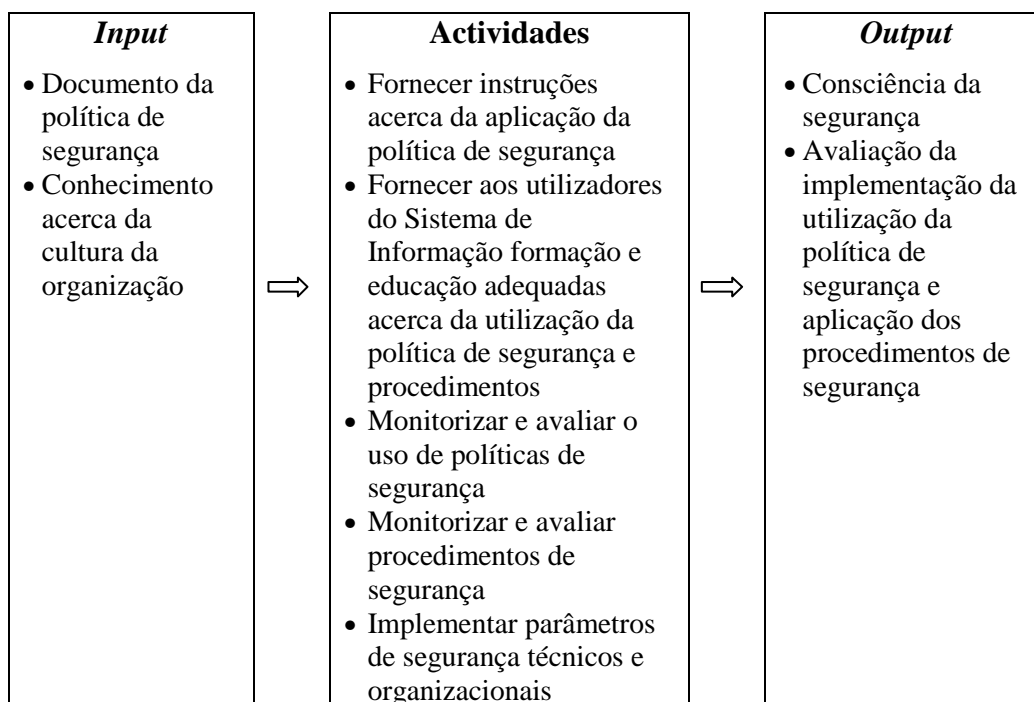 Input
• Documento da
política de
segurança
• Conhecimento
acerca da
cultura da
organização
Actividades
• Fornecer instruções
acerca da aplicação da
política de segurança
• Fornecer aos utilizadores
do Sistema de
Informação formação e
educação adequadas
acerca da utilização da
política de segurança e
procedimentos
• Monitorizar e avaliar o
uso de políticas de
segurança
• Monitorizar e avaliar
procedimentos de
segurança
• Implementar parâmetros
de segurança técnicos e
organizacionais
Output
• Consciência da
segurança
• Avaliação da
implementação da
utilização da
política de
segurança e
aplicação dos
procedimentos de
segurança